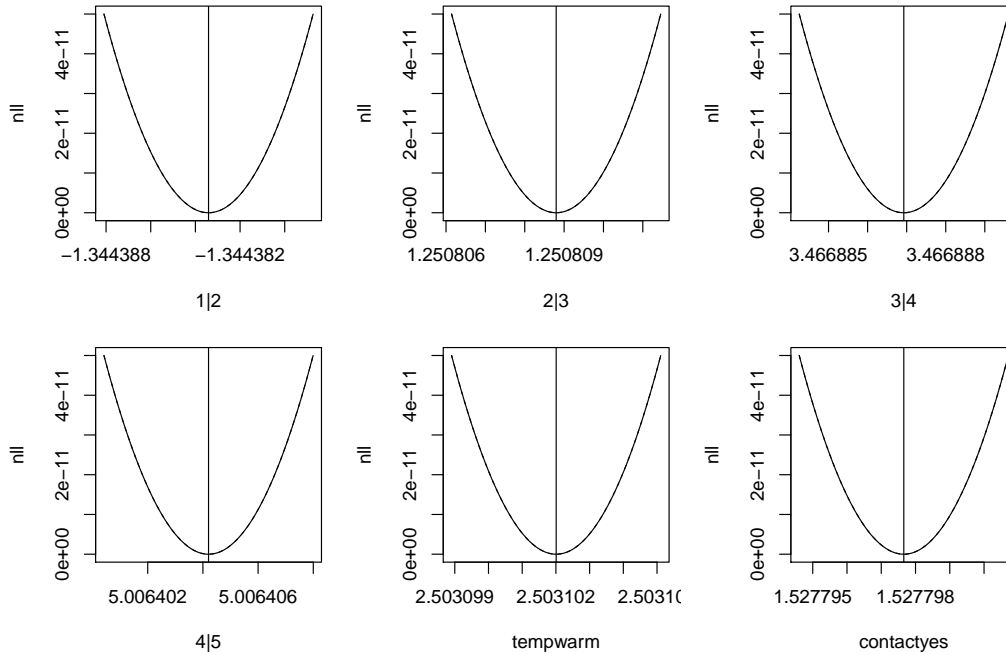 nll
0e+00 2e−11 4e−11
−1.344388 −1.344382
1|2
nll
0e+00 2e−11 4e−11
1.250806 1.250809
2|3
nll
0e+00 2e−11 4e−11
3.466885 3.466888
3|4
nll
0e+00 2e−11 4e−11
5.006402 5.006406
4|5
nll
0e+00 2e−11 4e−11
2.503099 2.503102 2.50310
tempwarm
nll
0e+00 2e−11 4e−11
1.527795 1.527798
contactyes